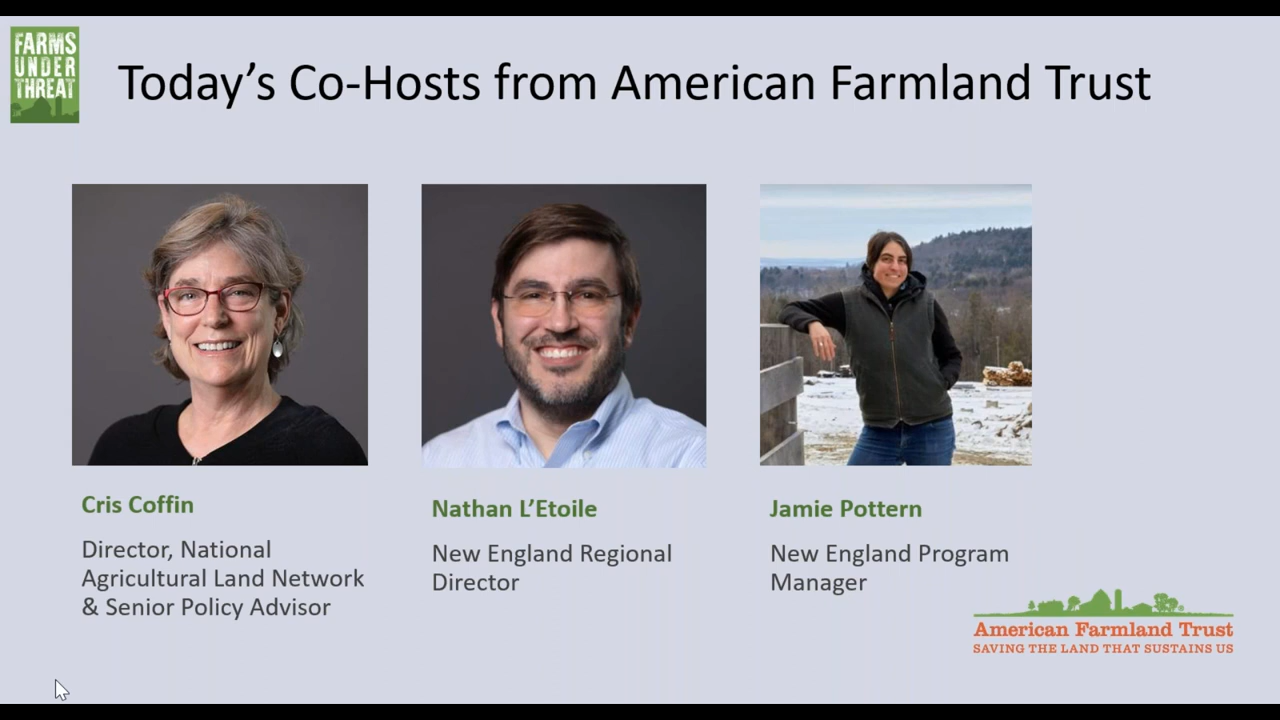 FARMS
UNDER
THREAT
Today's Co-Hosts from American Farmland Trust
Cris Coffin
Director, National
Agricultural Land Network
& Senior Policy Advisor
Nathan L'Etoile
New England Regional
Director
Jamie Pottern
New England Program
Manager
American Farmland Trust
SAVING THE LAND THAT SUSTAINS US